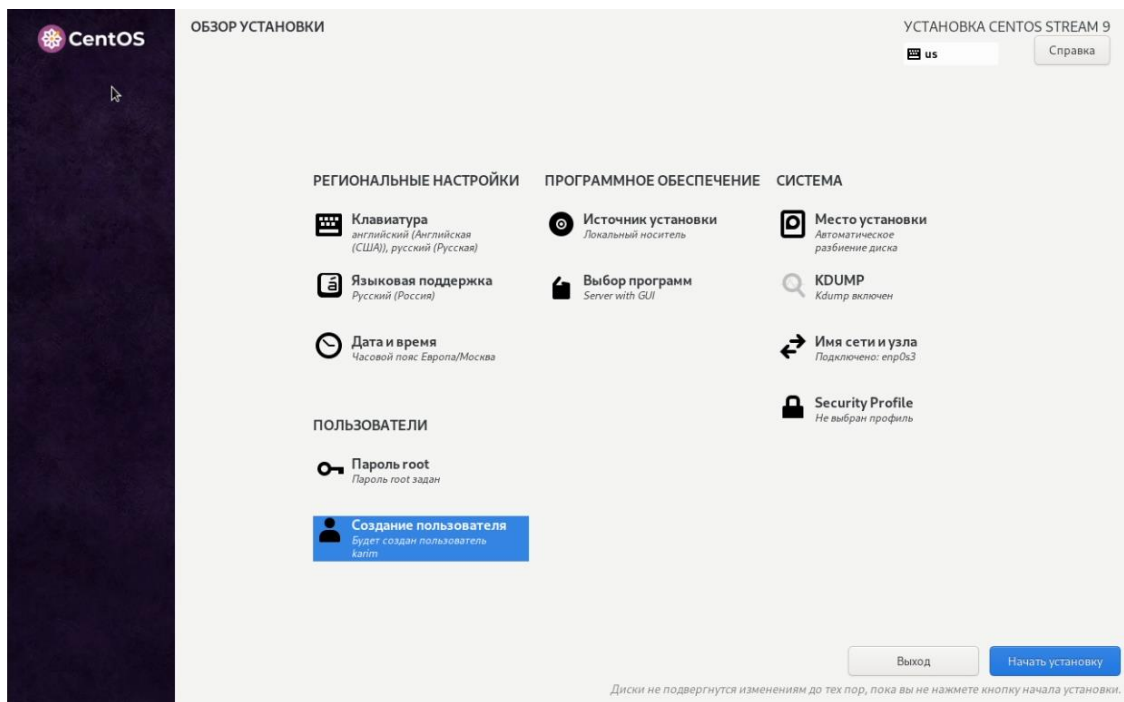 CentOS
ОБЗОР УСТАНОВКИ
УСТАНОВКА CENTOS STREAM 9
us
Справка
РЕГИОНАЛЬНЫЕ НАСТРОЙКИ
Клавиатура
английский (Английская
(США)), русский (Русская)
Языковая поддержка
Русский (Россия)
Дата и время
Часовой пояс Европа/Москва
ПОЛЬЗОВАТЕЛИ
Пароль root
Пароль root задан
Создание пользователя
Будет создан пользователь
karim
ПРОГРАММНОЕ ОБЕСПЕЧЕНИЕ
Источник установки
Локальный носитель
Выбор программ
Server with GUI
СИСТЕМА
Место установки
Автоматическое
разбиение диска
KDUMP
Kdump включен
Имя сети и узла
Подключено: enp0s3
Security Profile
Не выбран профиль
Выход
Начать установку
Диски не подвергнутся изменениям до тех пор, пока вы не нажмете кнопку начала установки.